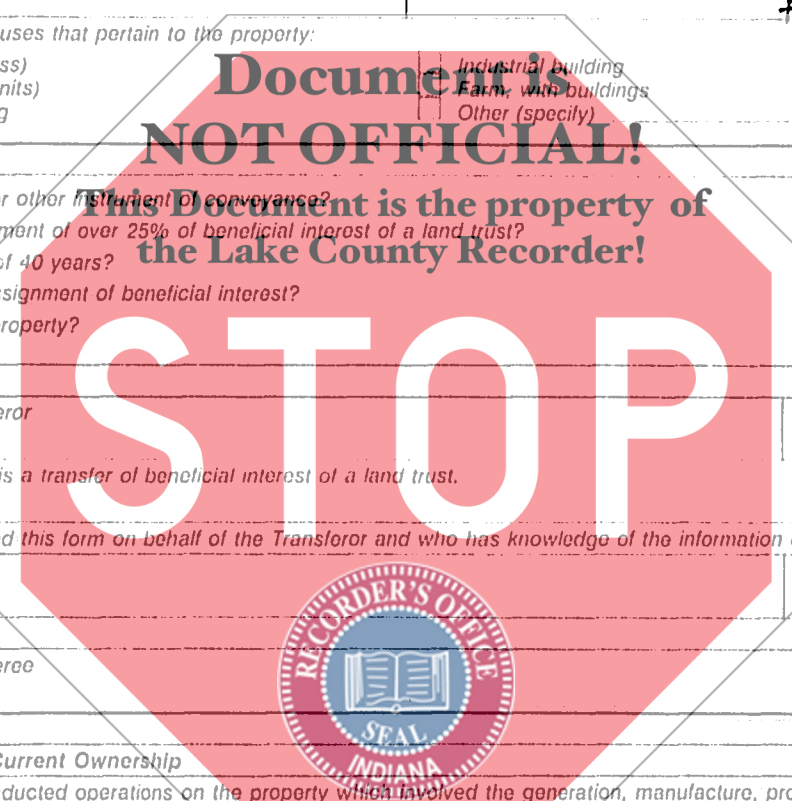 uses that pertain to the property:
ss)
Industrial building
nits)
Farm, with buildings
g
Other (specify)
Document is
NOT OFFICIAL!
This Document is the property of
the Lake County Recorder!
r other instrument of conveyance?
ment of over 25% of beneficial interest of a land trust?
of 40 years?
ssignment of beneficial interest?
roperty?
STOP
eror
is a transfer of beneficial interest of a land trust.
d this form on behalf of the Transferor and who has knowledge of the information
RECORDER'S OFFICE
SEAL
INDIANA
eree
Current Ownership
ducted operations on the property which involved the generation, manufacture, pro